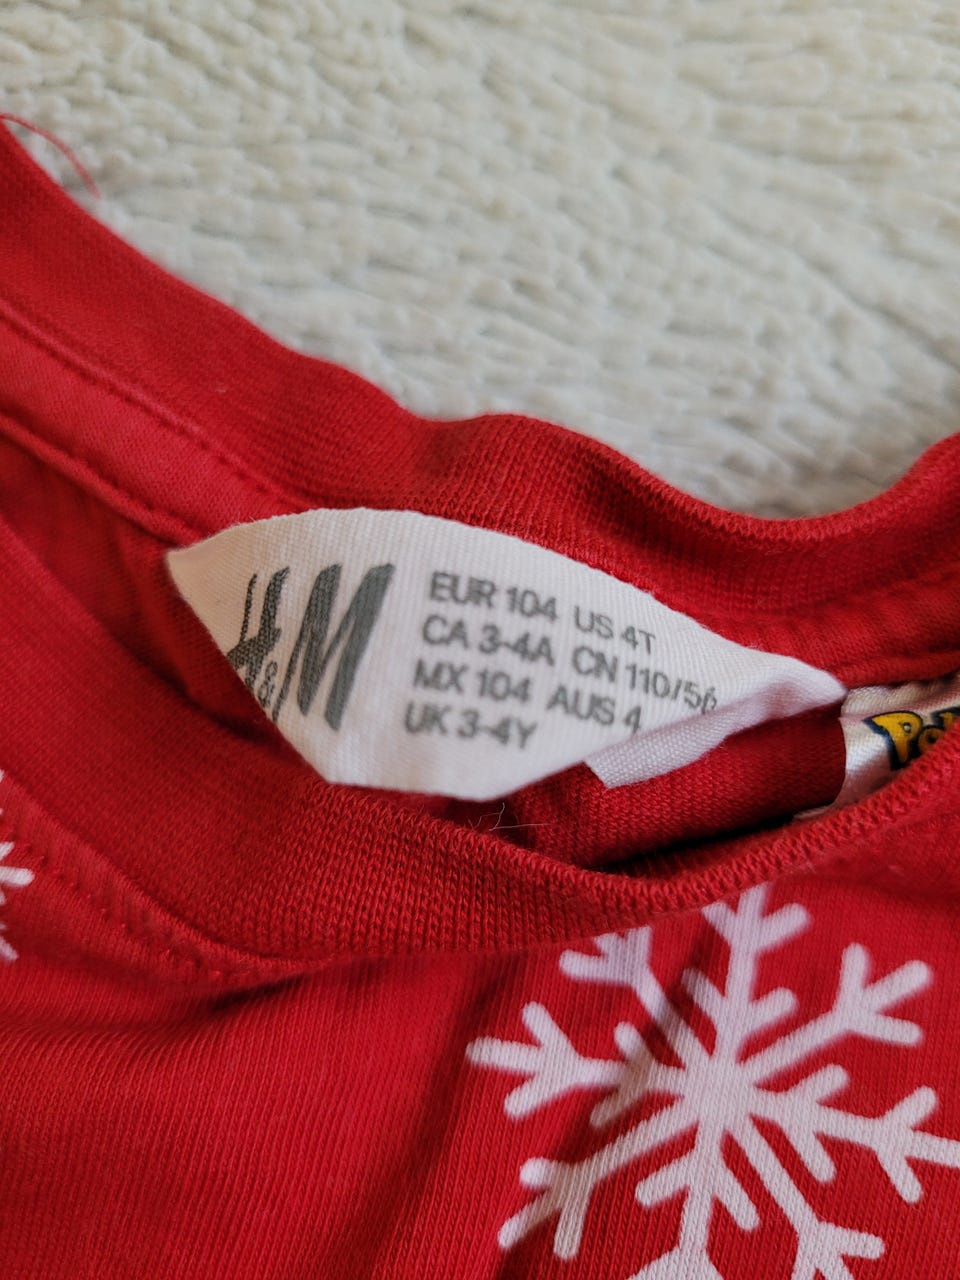 H&M
EUR 104 US 4T
CA 3-4A CN 110/56
MX 104 AUS 4
UK 3-4Y